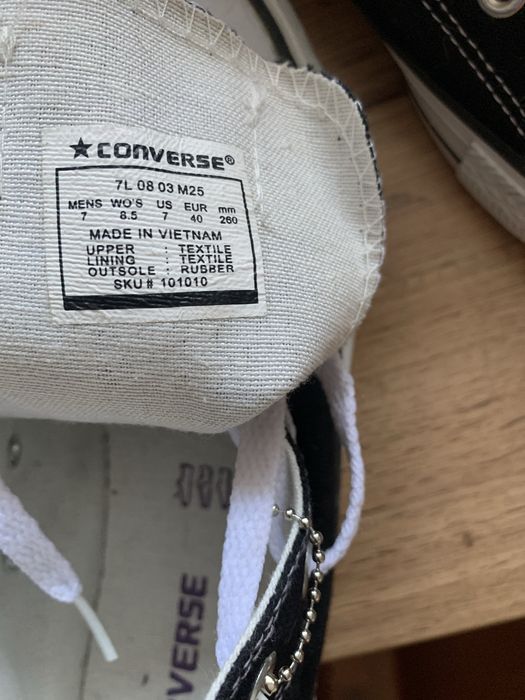 ★CONVERSE®
7L 08 03 M25
MENS WO'S US EUR mm
7 8.5 7 40 260
MADE IN VIETNAM
UPPER : TEXTILE
LINING : TEXTILE
OUTSOLE : RUBBER
SKU # 101010
VERSE